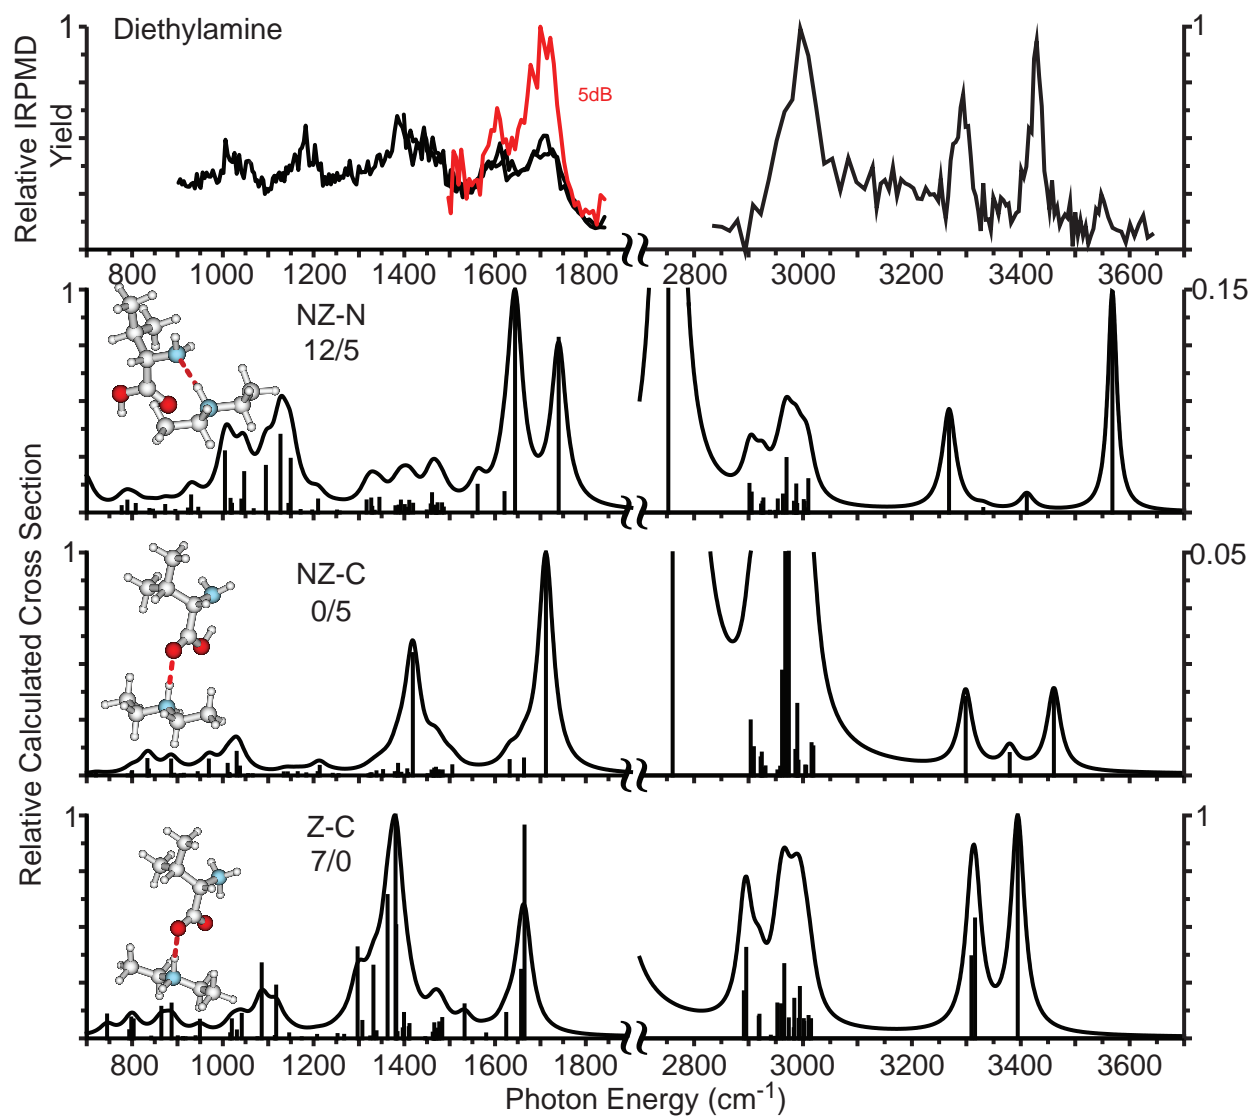 Relative IRPMD
Yield
1
Diethylamine
5dB
1
800 1000 1200 1400 1600 1800 2800 3000 3200 3400 3600
Relative Calculated Cross Section
1
NZ-N
12/5
0.15
1
NZ-C
0/5
0.05
1
Z-C
7/0
1
800 1000 1200 1400 1600 1800 2800 3000 3200 3400 3600
Photon Energy (cm⁻¹)